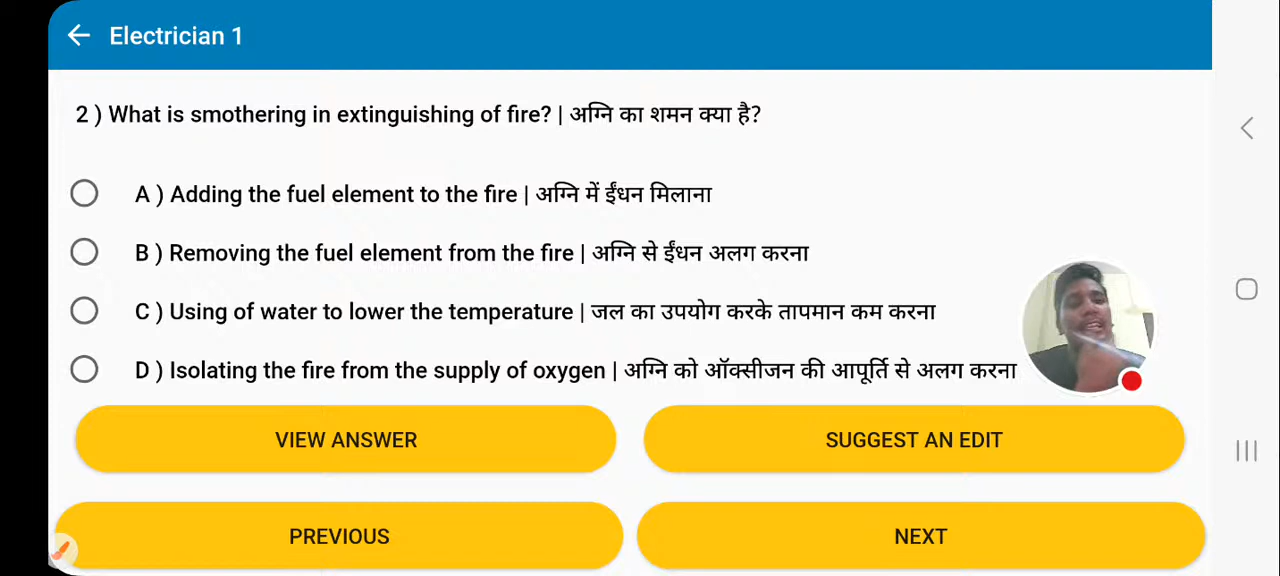 Electrician 1
2 ) What is smothering in extinguishing of fire? | अग्नि का शमन क्या है?
A ) Adding the fuel element to the fire | अग्नि में ईंधन मिलाना
B ) Removing the fuel element from the fire | अग्नि से ईंधन अलग करना
C ) Using of water to lower the temperature | जल का उपयोग करके तापमान कम करना
D ) Isolating the fire from the supply of oxygen | अग्नि को ऑक्सीजन की आपूर्ति से अलग करना
VIEW ANSWER
SUGGEST AN EDIT
PREVIOUS
NEXT